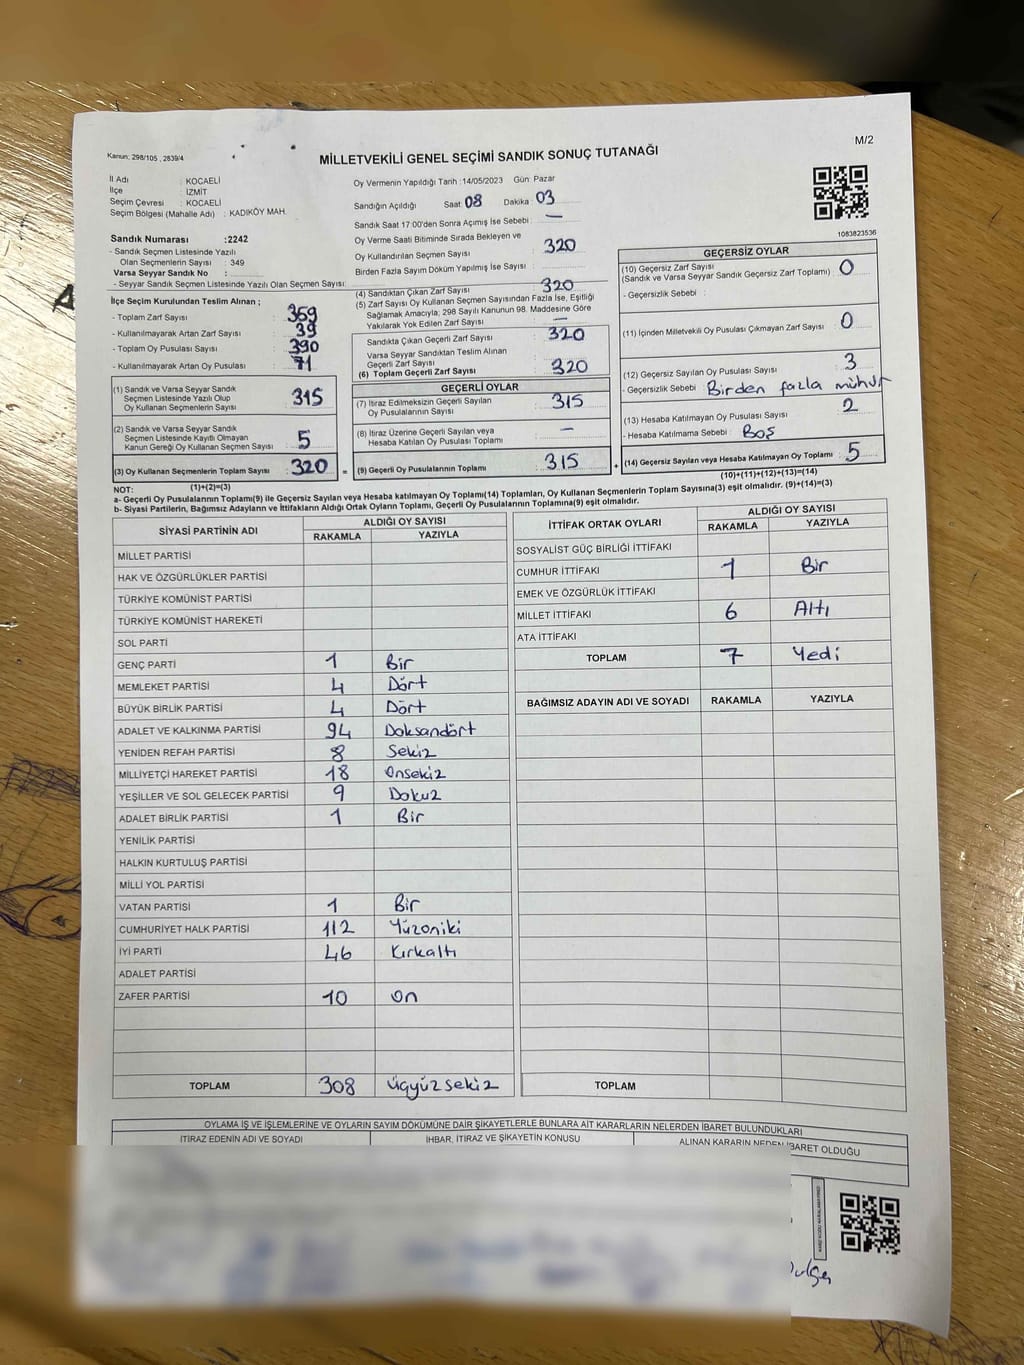 M/2
Kanun; 298/105 , 2839/4
MİLLETVEKİLİ GENEL SEÇİMİ SANDIK SONUÇ TUTANAĞI
İl Adı : KOCAELİ
İlçe : İZMİT
Seçim Çevresi : KOCAELİ
Seçim Bölgesi (Mahalle Adı) : KADIKÖY MAH.
Sandık Numarası :2242
- Sandık Seçmen Listesinde Yazılı
Olan Seçmenlerin Sayısı : 349
Varsa Seyyar Sandık No :
- Seyyar Sandık Seçmen Listesinde Yazılı Olan Seçmen Sayısı:
İlçe Seçim Kurulundan Teslim Alınan ;
- Toplam Zarf Sayısı : 359
- Kullanılmayarak Artan Zarf Sayısı : 39
- Toplam Oy Pusulası Sayısı : 390
- Kullanılmayarak Artan Oy Pusulası : 71
(1) Sandık ve Varsa Seyyar Sandık
Seçmen Listesinde Yazılı Olup
Oy Kullanan Seçmenlerin Sayısı : 315
(2) Sandık ve Varsa Seyyar Sandık
Seçmen Listesinde Kayıtlı Olmayan
Kanun Gereği Oy Kullanan Seçmen Sayısı : 5
(3) Oy Kullanan Seçmenlerin Toplam Sayısı : 320
(1)+(2)=(3)
Oy Vermenin Yapıldığı Tarih :14/05/2023 Gün: Pazar
Sandığın Açıldığı Saat : 08 Dakika : 03
Sandık Saat 17:00'den Sonra Açımış İse Sebebi : —
Oy Verme Saati Bitiminde Sırada Bekleyen ve
Oy Kullandırılan Seçmen Sayısı : 320
Birden Fazla Sayım Döküm Yapılmış İse Sayısı :
(4) Sandıktan Çıkan Zarf Sayısı : 320
(5) Zarf Sayısı Oy Kullanan Seçmen Sayısından Fazla İse, Eşitliği
Sağlamak Amacıyla; 298 Sayılı Kanunun 98. Maddesine Göre
Yakılarak Yok Edilen Zarf Sayısı : —
Sandıkta Çıkan Geçerli Zarf Sayısı : 320
Varsa Seyyar Sandıktan Teslim Alınan
Geçerli Zarf Sayısı :
(6) Toplam Geçerli Zarf Sayısı : 320
GEÇERLİ OYLAR
(7) İtiraz Edilmeksizin Geçerli Sayılan
Oy Pusulalarının Sayısı : 315
(8) İtiraz Üzerine Geçerli Sayılan veya
Hesaba Katılan Oy Pusulası Toplamı : —
= (9) Geçerli Oy Pusulalarının Toplamı : 315
1083823536
GEÇERSİZ OYLAR
(10) Geçersiz Zarf Sayısı : 0
(Sandık ve Varsa Seyyar Sandık Geçersiz Zarf Toplamı)
- Geçersizlik Sebebi :
(11) İçinden Milletvekili Oy Pusulası Çıkmayan Zarf Sayısı : 0
(12) Geçersiz Sayılan Oy Pusulası Sayısı : 3
- Geçersizlik Sebebi : Birden fazla mühür
(13) Hesaba Katılmayan Oy Pusulası Sayısı : 2
- Hesaba Katılmama Sebebi : Boş
+ (14) Geçersiz Sayılan veya Hesaba Katılmayan Oy Toplamı : 5
(10)+(11)+(12)+(13)=(14)
NOT:
a- Geçerli Oy Pusulalarının Toplamı(9) ile Geçersiz Sayılan veya Hesaba katılmayan Oy Toplamı(14) Toplamları, Oy Kullanan Seçmenlerin Toplam Sayısına(3) eşit olmalıdır. (9)+(14)=(3)
b- Siyasi Partilerin, Bağımsız Adayların ve İttifakların Aldığı Ortak Oyların Toplamı, Geçerli Oy Pusulalarının Toplamına(9) eşit olmalıdır.
SİYASİ PARTİNİN ADI ALDIĞI OY SAYISI
RAKAMLA YAZIYLA
MİLLET PARTİSİ
HAK VE ÖZGÜRLÜKLER PARTİSİ
TÜRKİYE KOMÜNİST PARTİSİ
TÜRKİYE KOMÜNİST HAREKETİ
SOL PARTİ
GENÇ PARTİ 1 Bir
MEMLEKET PARTİSİ 4 Dört
BÜYÜK BİRLİK PARTİSİ 4 Dört
ADALET VE KALKINMA PARTİSİ 94 Doksandört
YENİDEN REFAH PARTİSİ 8 Sekiz
MİLLİYETÇİ HAREKET PARTİSİ 18 Onsekiz
YEŞİLLER VE SOL GELECEK PARTİSİ 9 Dokuz
ADALET BİRLİK PARTİSİ 1 Bir
YENİLİK PARTİSİ
HALKIN KURTULUŞ PARTİSİ
MİLLİ YOL PARTİSİ
VATAN PARTİSİ 1 Bir
CUMHURİYET HALK PARTİSİ 112 Yüzoniki
İYİ PARTİ 46 Kırkaltı
ADALET PARTİSİ
ZAFER PARTİSİ 10 On
TOPLAM 308 Üçyüzsekiz
İTTİFAK ORTAK OYLARI ALDIĞI OY SAYISI
RAKAMLA YAZIYLA
SOSYALİST GÜÇ BİRLİĞİ İTTİFAKI
CUMHUR İTTİFAKI 1 Bir
EMEK VE ÖZGÜRLÜK İTTİFAKI
MİLLET İTTİFAKI 6 Altı
ATA İTTİFAKI
TOPLAM 7 Yedi
BAĞIMSIZ ADAYIN ADI VE SOYADI RAKAMLA YAZIYLA
TOPLAM
OYLAMA İŞ VE İŞLEMLERİNE VE OYLARIN SAYIM DÖKÜMÜNE DAİR ŞİKAYETLERLE BUNLARA AİT KARARLARIN NELERDEN İBARET BULUNDUKLARI
İTİRAZ EDENİN ADI VE SOYADI İHBAR, İTİRAZ VE ŞİKAYETİN KONUSU ALINAN KARARIN NEDEN İBARET OLDUĞU